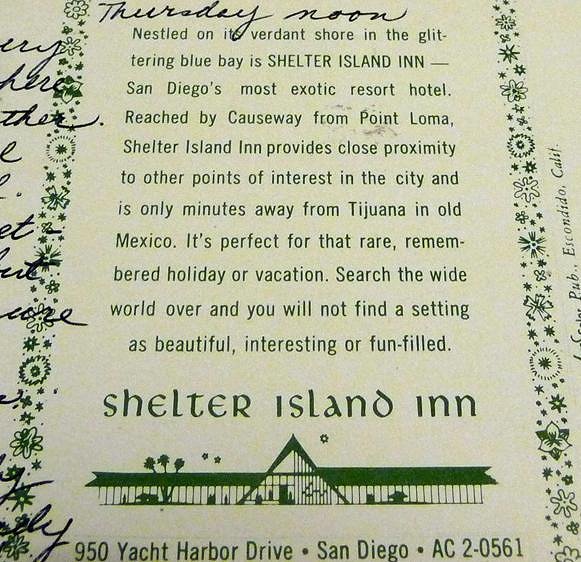 Thursday noon
Nestled on its verdant shore in the glit-
tering blue bay is SHELTER ISLAND INN —
San Diego's most exotic resort hotel.
Reached by Causeway from Point Loma,
Shelter Island Inn provides close proximity
to other points of interest in the city and
is only minutes away from Tijuana in old
Mexico. It's perfect for that rare, remem-
bered holiday or vacation. Search the wide
world over and you will not find a setting
as beautiful, interesting or fun-filled.
shelter island inn
950 Yacht Harbor Drive • San Diego • AC 2-0561
Pub., Escondido, Calif.